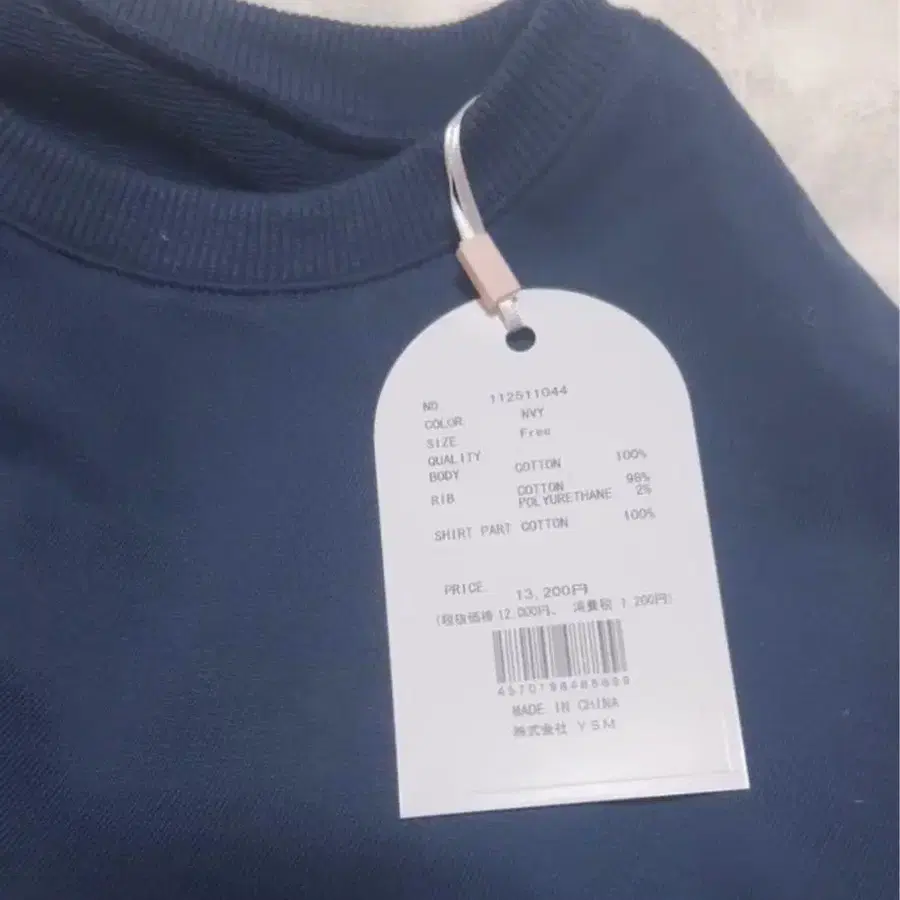 NO 112511044
COLOR NVY
SIZE Free
QUALITY
BODY COTTON 100%
RIB COTTON 98%
POLYURETHANE 2%
SHIRT PART COTTON 100%
PRICE 13,200円
(税抜価格 12,000円、 消費税 1,200円)
MADE IN CHINA
株式会社 YSM